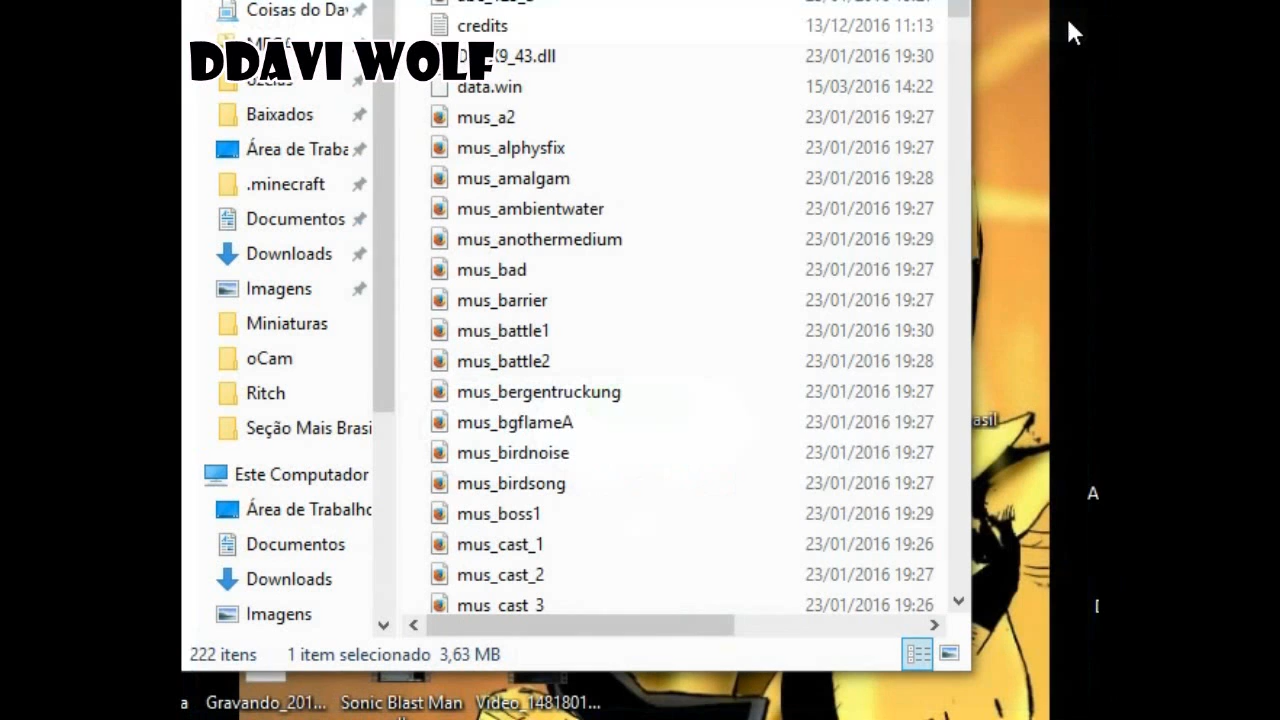 Coisas do Da
credits 13/12/2016 11:13
DDAVI WOLF
9_43.dll 23/01/2016 19:30
data.win 15/03/2016 14:22
Baixados mus_a2 23/01/2016 19:27
Área de Traba mus_alphysfix 23/01/2016 19:27
.minecraft mus_amalgam 23/01/2016 19:28
Documentos mus_ambientwater 23/01/2016 19:27
Downloads mus_anothermedium 23/01/2016 19:29
Imagens mus_bad 23/01/2016 19:27
mus_barrier 23/01/2016 19:27
Miniaturas mus_battle1 23/01/2016 19:30
oCam mus_battle2 23/01/2016 19:28
Ritch mus_bergentruckung 23/01/2016 19:27
Seção Mais Brasi mus_bgflameA 23/01/2016 19:27
asil
mus_birdnoise 23/01/2016 19:27
Este Computador mus_birdsong 23/01/2016 19:27
A
Área de Trabalho mus_boss1 23/01/2016 19:29
Documentos mus_cast_1 23/01/2016 19:26
Downloads mus_cast_2 23/01/2016 19:27
Imagens mus_cast_3 23/01/2016 19:26
222 itens 1 item selecionado 3,63 MB
a Gravando_201... Sonic Blast Man Video_1481801...